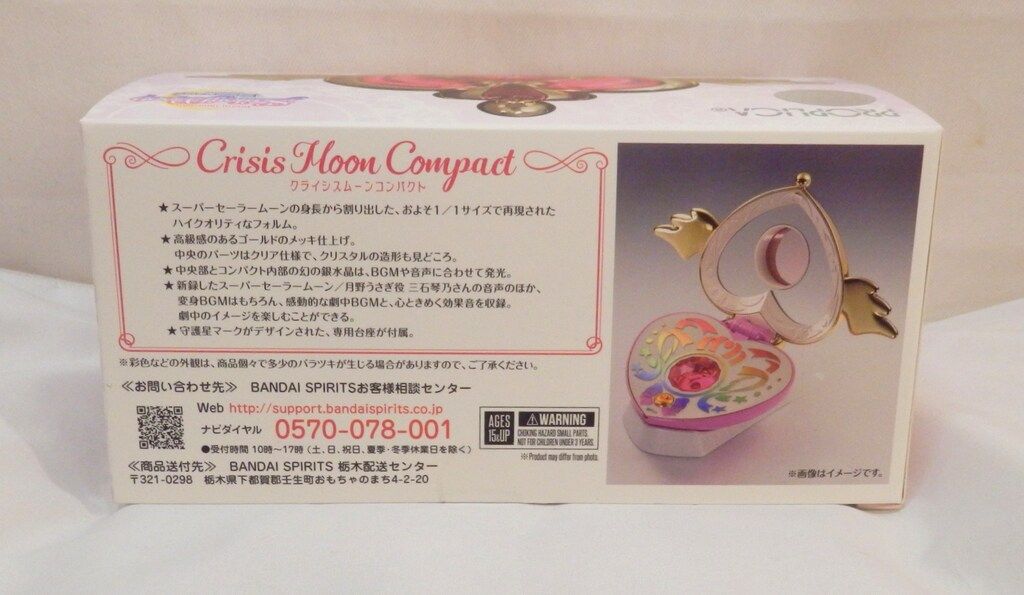 PROPLICA
Crisis Moon Compact
クライシスムーンコンパクト
★スーパーセーラームーンの身長から割り出した、およそ1/1サイズで再現された
ハイクオリティなフォルム。
★高級感のあるゴールドのメッキ仕上げ。
中央のパーツはクリア仕様で、クリスタルの造形も見どころ。
★中央部とコンパクト内部の幻の銀水晶は、BGMや音声に合わせて発光。
★新録したスーパーセーラームーン/月野うさぎ役 三石琴乃さんの音声のほか、
変身BGMはもちろん、感動的な劇中BGMと、心ときめく効果音を収録。
劇中のイメージを楽しむことができる。
★守護星マークがデザインされた、専用台座が付属。
※彩色などの外観は、商品個々で多少のバラツキが生じる場合がありますので、ご了承ください。
≪お問い合わせ先≫ BANDAI SPIRITSお客様相談センター
Web http://support.bandaispirits.co.jp
ナビダイヤル 0570-078-001
●受付時間 10時〜17時(土、日、祝日、夏季・冬季休業日を除く)
≪商品送付先≫ BANDAI SPIRITS 栃木配送センター
〒321-0298 栃木県下都賀郡壬生町おもちゃのまち4-2-20
AGES
15&UP
⚠WARNING
CHOKING HAZARD SMALL PARTS.
NOT FOR CHILDREN UNDER 3 YEARS.
※Product may differ from photo.
※画像はイメージです。